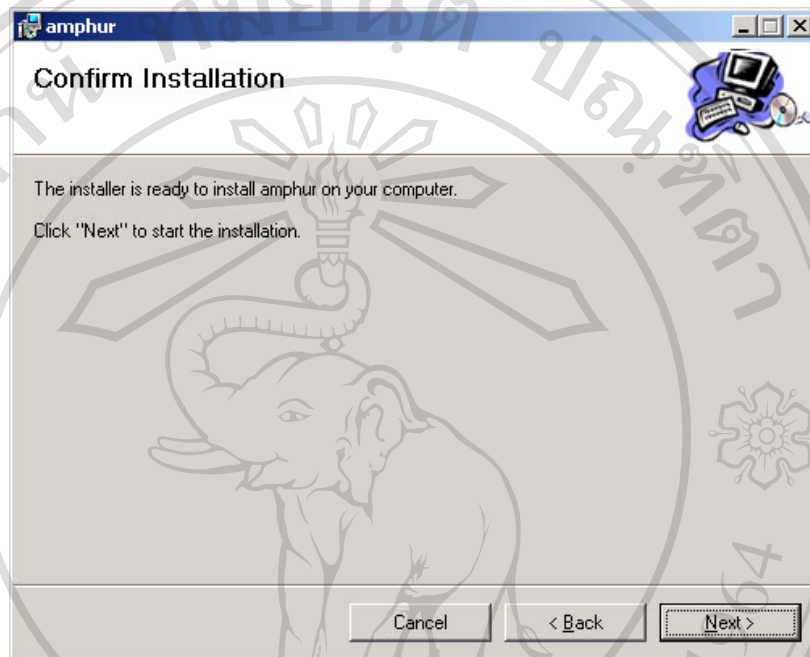 amphur
Confirm Installation
The installer is ready to install amphur on your computer.
Click "Next" to start the installation.
Cancel
< Back
Next >
64